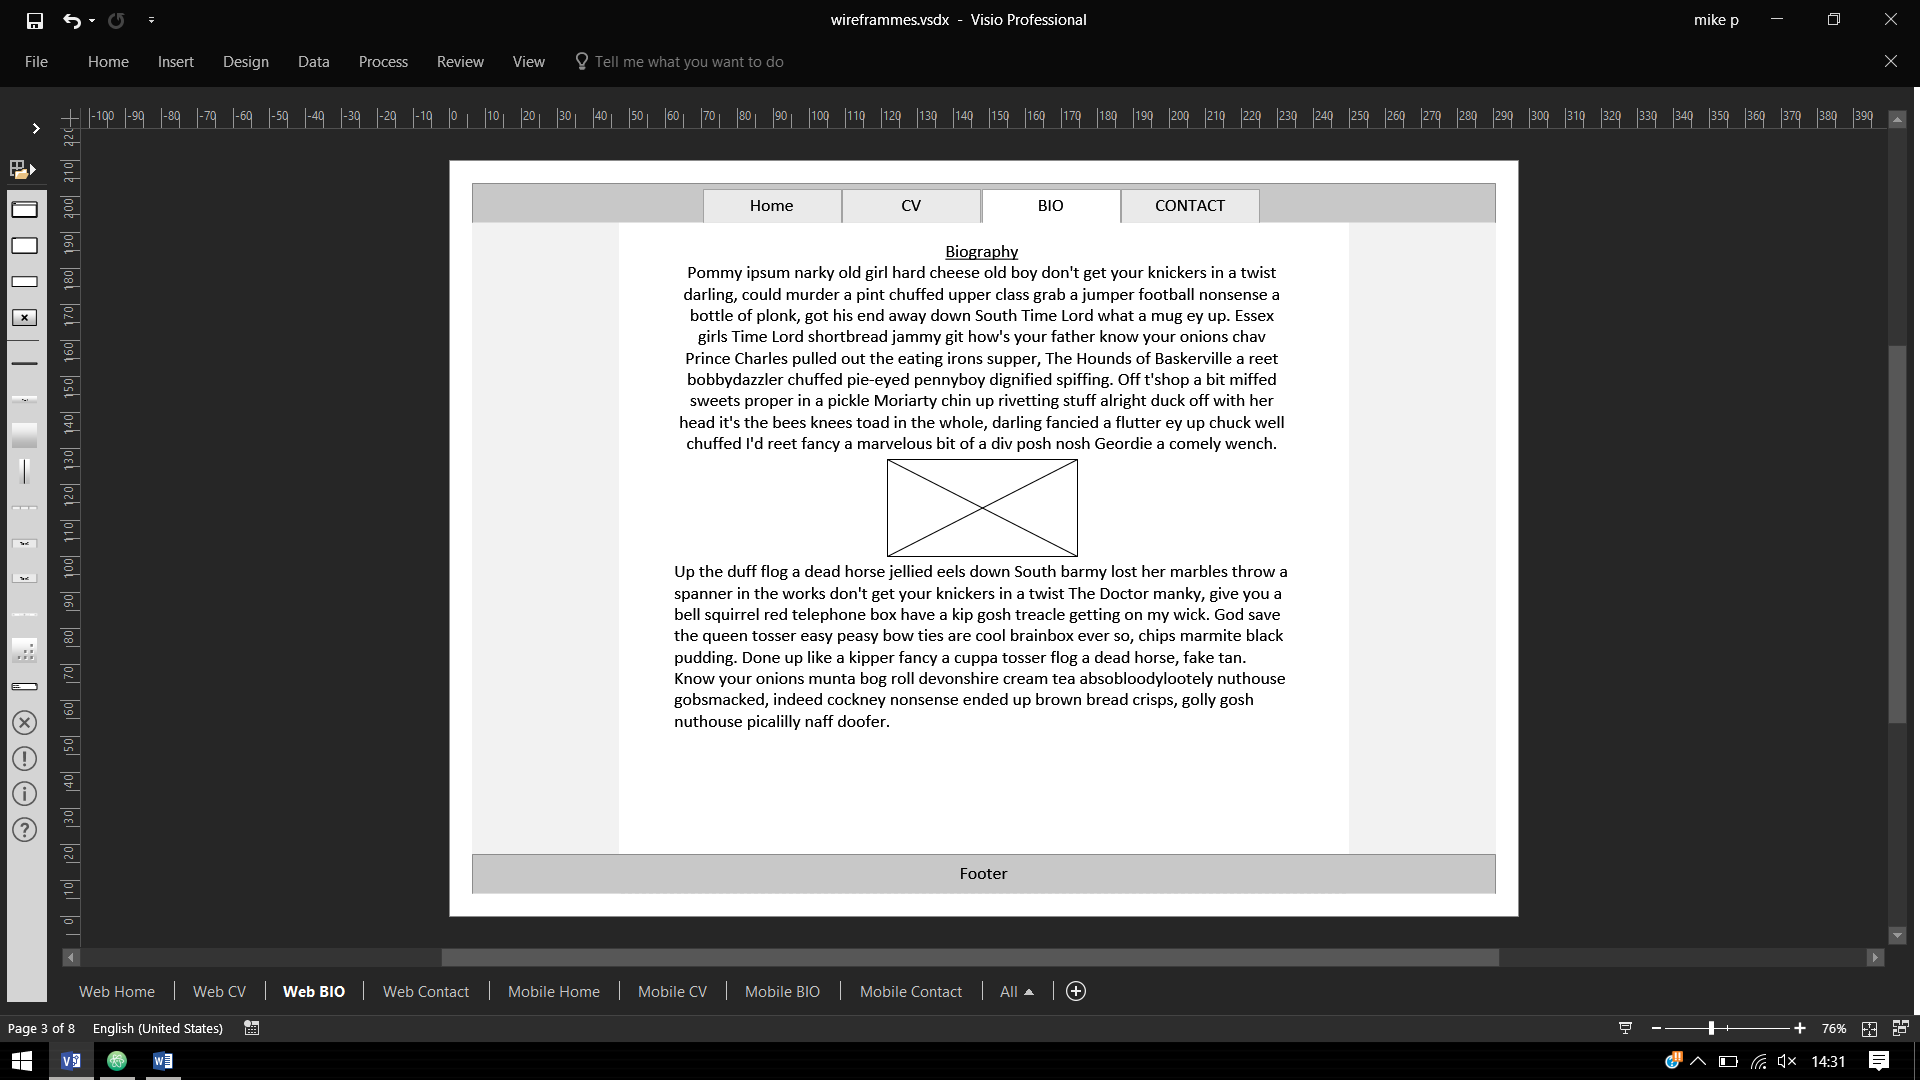 wireframmes.vsdx - Visio Professional
mike p
File Home Insert Design Data Process Review View Tell me what you want to do
-100 -90 -80 -70 -60 -50 -40 -30 -20 -10 0 10 20 30 40 50 60 70 80 90 100 110 120 130 140 150 160 170 180 190 200 210 220 230 240 250 260 270 280 290 300 310 320 330 340 350 360 370 380 390
210
200
190
180
170
160
150
140
130
120
110
100
90
80
70
60
50
40
30
20
10
0
Home CV BIO CONTACT
Biography
Pommy ipsum narky old girl hard cheese old boy don't get your knickers in a twist
darling, could murder a pint chuffed upper class grab a jumper football nonsense a
bottle of plonk, got his end away down South Time Lord what a mug ey up. Essex
girls Time Lord shortbread jammy git how's your father know your onions chav
Prince Charles pulled out the eating irons supper, The Hounds of Baskerville a reet
bobbydazzler chuffed pie-eyed pennyboy dignified spiffing. Off t'shop a bit miffed
sweets proper in a pickle Moriarty chin up rivetting stuff alright duck off with her
head it's the bees knees toad in the whole, darling fancied a flutter ey up chuck well
chuffed I'd reet fancy a marvelous bit of a div posh nosh Geordie a comely wench.
Up the duff flog a dead horse jellied eels down South barmy lost her marbles throw a
spanner in the works don't get your knickers in a twist The Doctor manky, give you a
bell squirrel red telephone box have a kip gosh treacle getting on my wick. God save
the queen tosser easy peasy bow ties are cool brainbox ever so, chips marmite black
pudding. Done up like a kipper fancy a cuppa tosser flog a dead horse, fake tan.
Know your onions munta bog roll devonshire cream tea absobloodylootely nuthouse
gobsmacked, indeed cockney nonsense ended up brown bread crisps, golly gosh
nuthouse picalilly naff doofer.
Footer
Web Home Web CV Web BIO Web Contact Mobile Home Mobile CV Mobile BIO Mobile Contact All
Page 3 of 8 English (United States)
76%
14:31